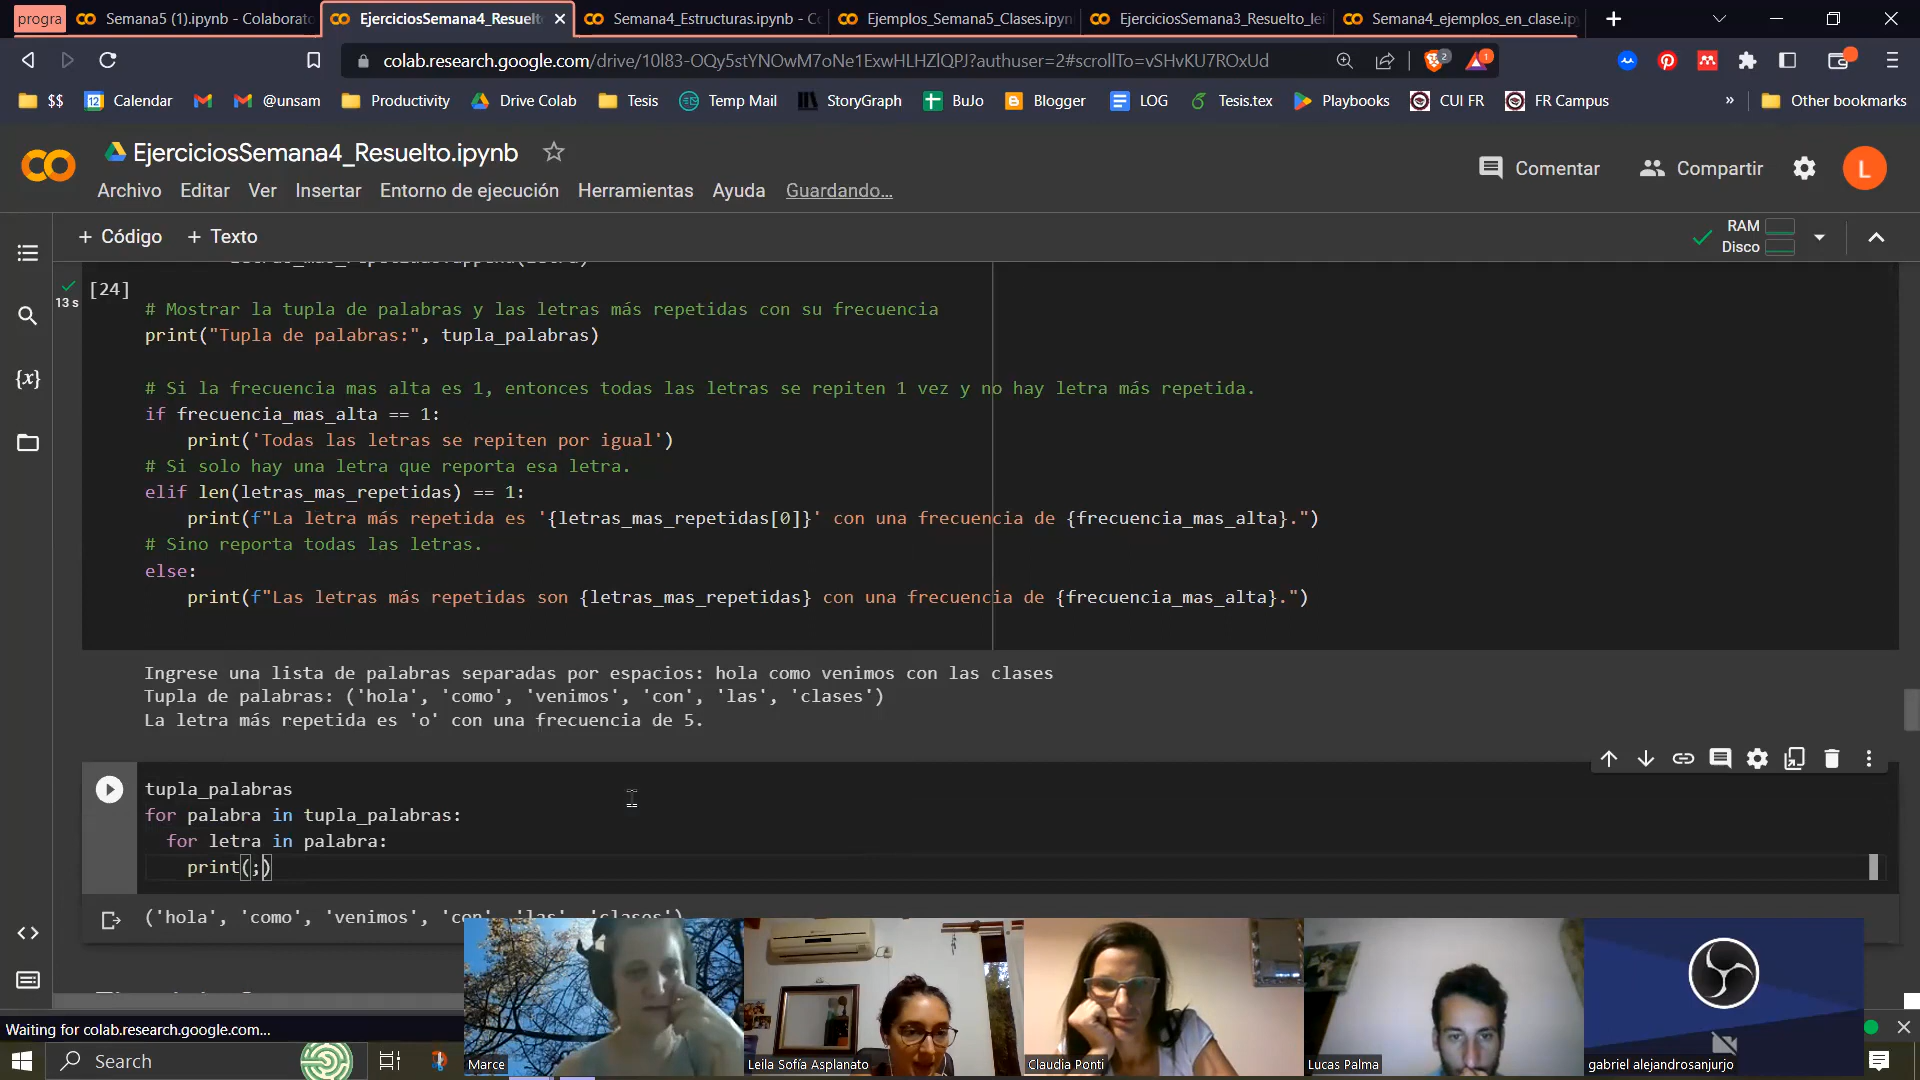 progra
Semana5 (1).ipynb - Colaborato
EjerciciosSemana4_Resuelt
Semana4_Estructuras.ipynb - C
Ejemplos_Semana5_Clases.ipyn
EjerciciosSemana3_Resuelto_lei
Semana4_ejemplos_en_clase.ip
colab.research.google.com/drive/10l83-OQy5stYNOwM7oNe1ExwHLHZlQPJ?authuser=2#scrollTo=vSHvKU7ROxUd
2
1
$$
12
Calendar
@unsam
Productivity
Drive Colab
Tesis
Temp Mail
StoryGraph
BuJo
Blogger
LOG
Tesis.tex
Playbooks
CUI FR
FR Campus
»
Other bookmarks
EjerciciosSemana4_Resuelto.ipynb
Comentar
Compartir
L
Archivo Editar Ver Insertar Entorno de ejecución Herramientas Ayuda Guardando...
+ Código + Texto
RAM
Disco
{x}
[24]
13 s
# Mostrar la tupla de palabras y las letras más repetidas con su frecuencia
print("Tupla de palabras:", tupla_palabras)
# Si la frecuencia mas alta es 1, entonces todas las letras se repiten 1 vez y no hay letra más repetida.
if frecuencia_mas_alta == 1:
print('Todas las letras se repiten por igual')
# Si solo hay una letra que reporta esa letra.
elif len(letras_mas_repetidas) == 1:
print(f"La letra más repetida es '{letras_mas_repetidas[0]}' con una frecuencia de {frecuencia_mas_alta}.")
# Sino reporta todas las letras.
else:
print(f"Las letras más repetidas son {letras_mas_repetidas} con una frecuencia de {frecuencia_mas_alta}.")
Ingrese una lista de palabras separadas por espacios: hola como venimos con las clases
Tupla de palabras: ('hola', 'como', 'venimos', 'con', 'las', 'clases')
La letra más repetida es 'o' con una frecuencia de 5.
tupla_palabras
for palabra in tupla_palabras:
for letra in palabra:
print(;)
('hola', 'como', 'venimos', 'con', 'las', 'clases')
Waiting for colab.research.google.com...
Search
Marce
Leila Sofía Asplanato
Claudia Ponti
Lucas Palma
gabriel alejandrosanjurjo